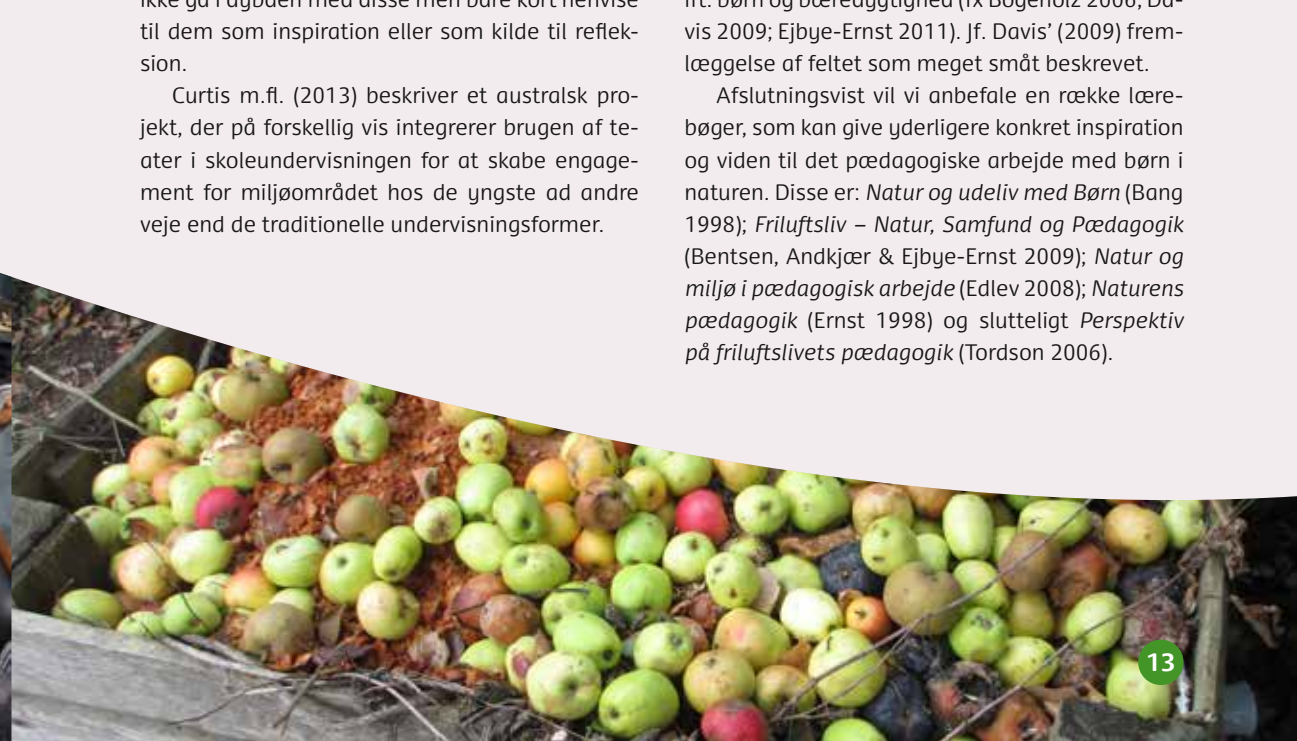 ikke gå i dybden med disse men bare kort henvise
til dem som inspiration eller som kilde til reflek-
sion.
Curtis m.fl. (2013) beskriver et australsk pro-
jekt, der på forskellig vis integrerer brugen af te-
ater i skoleundervisningen for at skabe engage-
ment for miljøområdet hos de yngste ad andre
veje end de traditionelle undervisningsformer.
ift. børn og bæredygtighed (fx Bögeholz 2006; Da-
vis 2009; Ejbye-Ernst 2011). Jf. Davis’ (2009) frem-
læggelse af feltet som meget småt beskrevet.
Afslutningsvist vil vi anbefale en række lære-
bøger, som kan give yderligere konkret inspiration
og viden til det pædagogiske arbejde med børn i
naturen. Disse er: Natur og udeliv med Børn (Bang
1998); Friluftsliv – Natur, Samfund og Pædagogik
(Bentsen, Andkjær & Ejbye-Ernst 2009); Natur og
miljø i pædagogisk arbejde (Edlev 2008); Naturens
pædagogik (Ernst 1998) og slutteligt Perspektiv
på friluftslivets pædagogik (Tordson 2006).
13